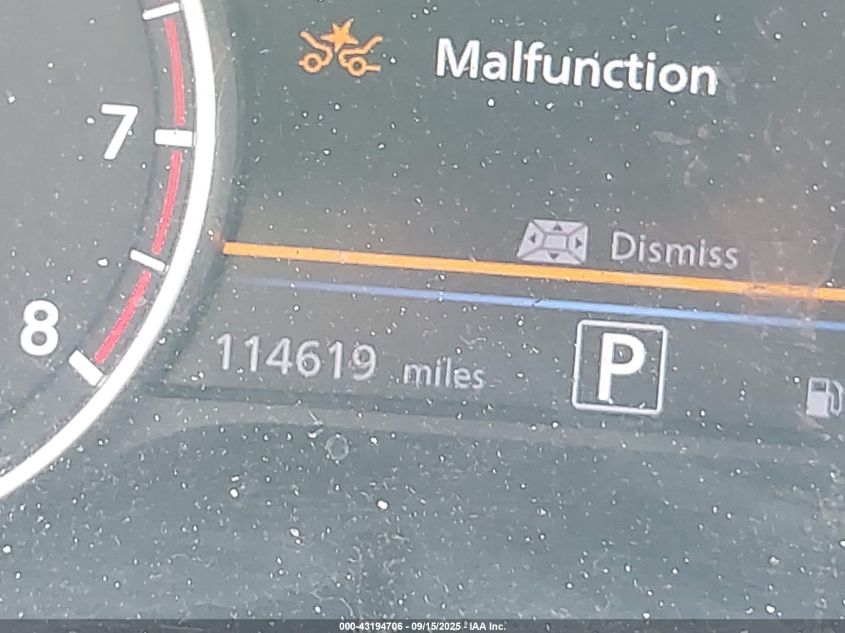 Malfunction
7
Dismiss
8
114619 miles
P
000-43194706 - 09/15/2025 - IAA Inc.